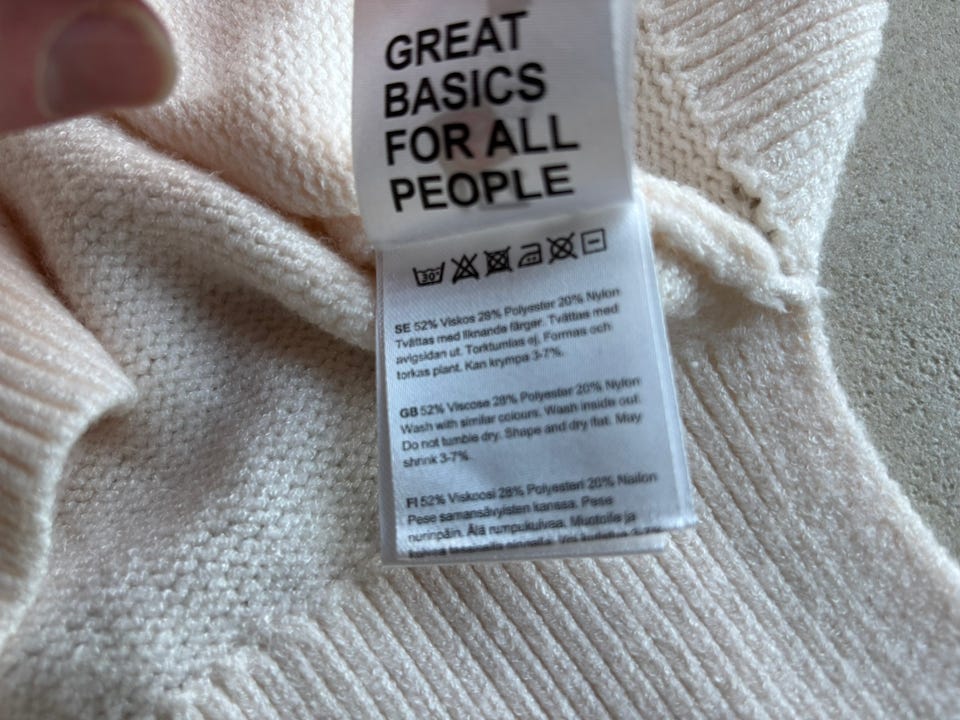 GREAT
BASICS
FOR ALL
PEOPLE
30°
SE 52% Viskos 28% Polyester 20% Nylon
Tvättas med liknande färger. Tvättas med
avigsidan ut. Torktumlas ej. Formas och
torkas plant. Kan krympa 3-7%.
GB 52% Viscose 28% Polyester 20% Nylon
Wash with similar colours. Wash inside out.
Do not tumble dry. Shape and dry flat. May
shrink 3-7%.
FI 52% Viskoosi 28% Polyesteri 20% Nailon
Pese samansävyisten kanssa. Pese
nurinpäin. Älä rumpukuivaa. Muotoile ja